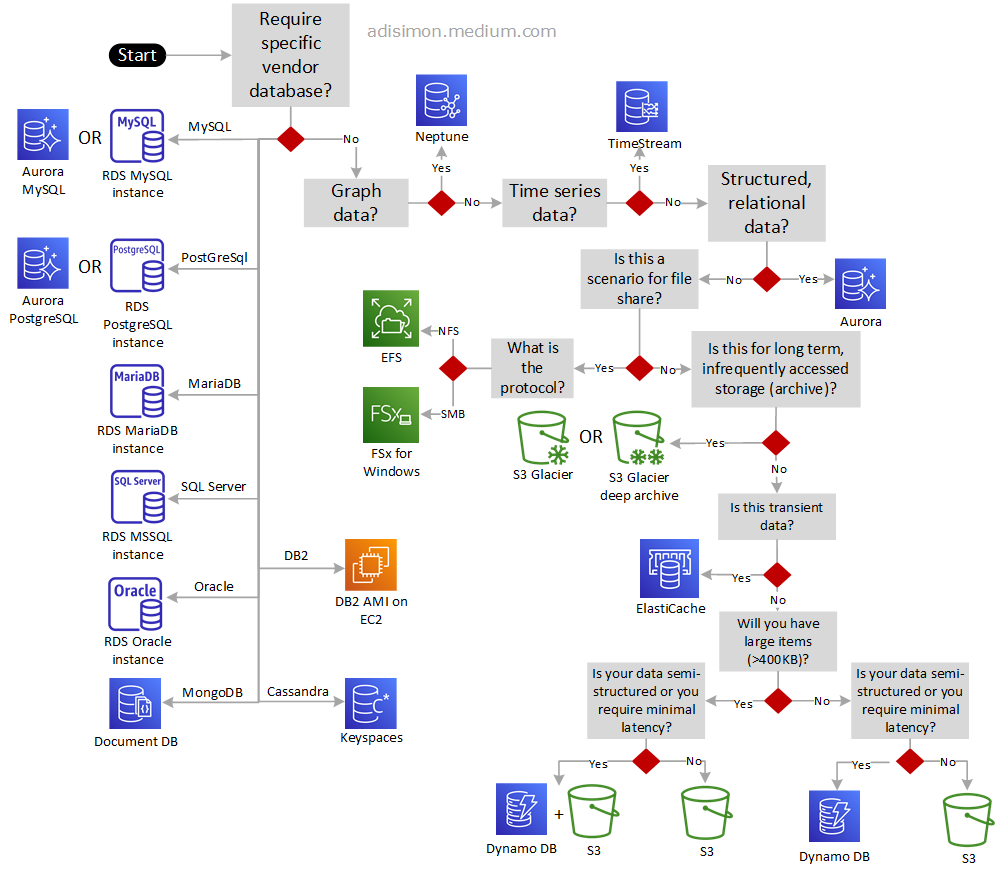 adisimon.medium.com
Start
Require
specific
vendor
database?
MySQL
No
Aurora
MySQL
OR
MySQL
RDS MySQL
instance
Graph
data?
Neptune
Yes
No
Time series
data?
TimeStream
Yes
No
Structured,
relational
data?
No
Yes
Aurora
Aurora
PostgreSQL
OR
PostgreSQL
RDS
PostgreSQL
instance
PostGreSql
Is this a
scenario for file
share?
Yes
No
What is
the
protocol?
NFS
EFS
SMB
FSx
FSx for
Windows
Is this for long term,
infrequently accessed
storage (archive)?
Yes
S3 Glacier
OR
S3 Glacier
deep archive
No
MariaDB
RDS MariaDB
instance
MariaDB
SQL Server
RDS MSSQL
instance
SQL Server
Is this transient
data?
Yes
ElastiCache
No
DB2
DB2 AMI on
EC2
Oracle
RDS Oracle
instance
Oracle
Will you have
large items
(>400KB)?
Yes
No
MongoDB
Document DB
Cassandra
C*
Keyspaces
Is your data semi-
structured or you
require minimal
latency?
Yes
No
Dynamo DB
+
S3
S3
Is your data semi-
structured or you
require minimal
latency?
Yes
No
Dynamo DB
S3